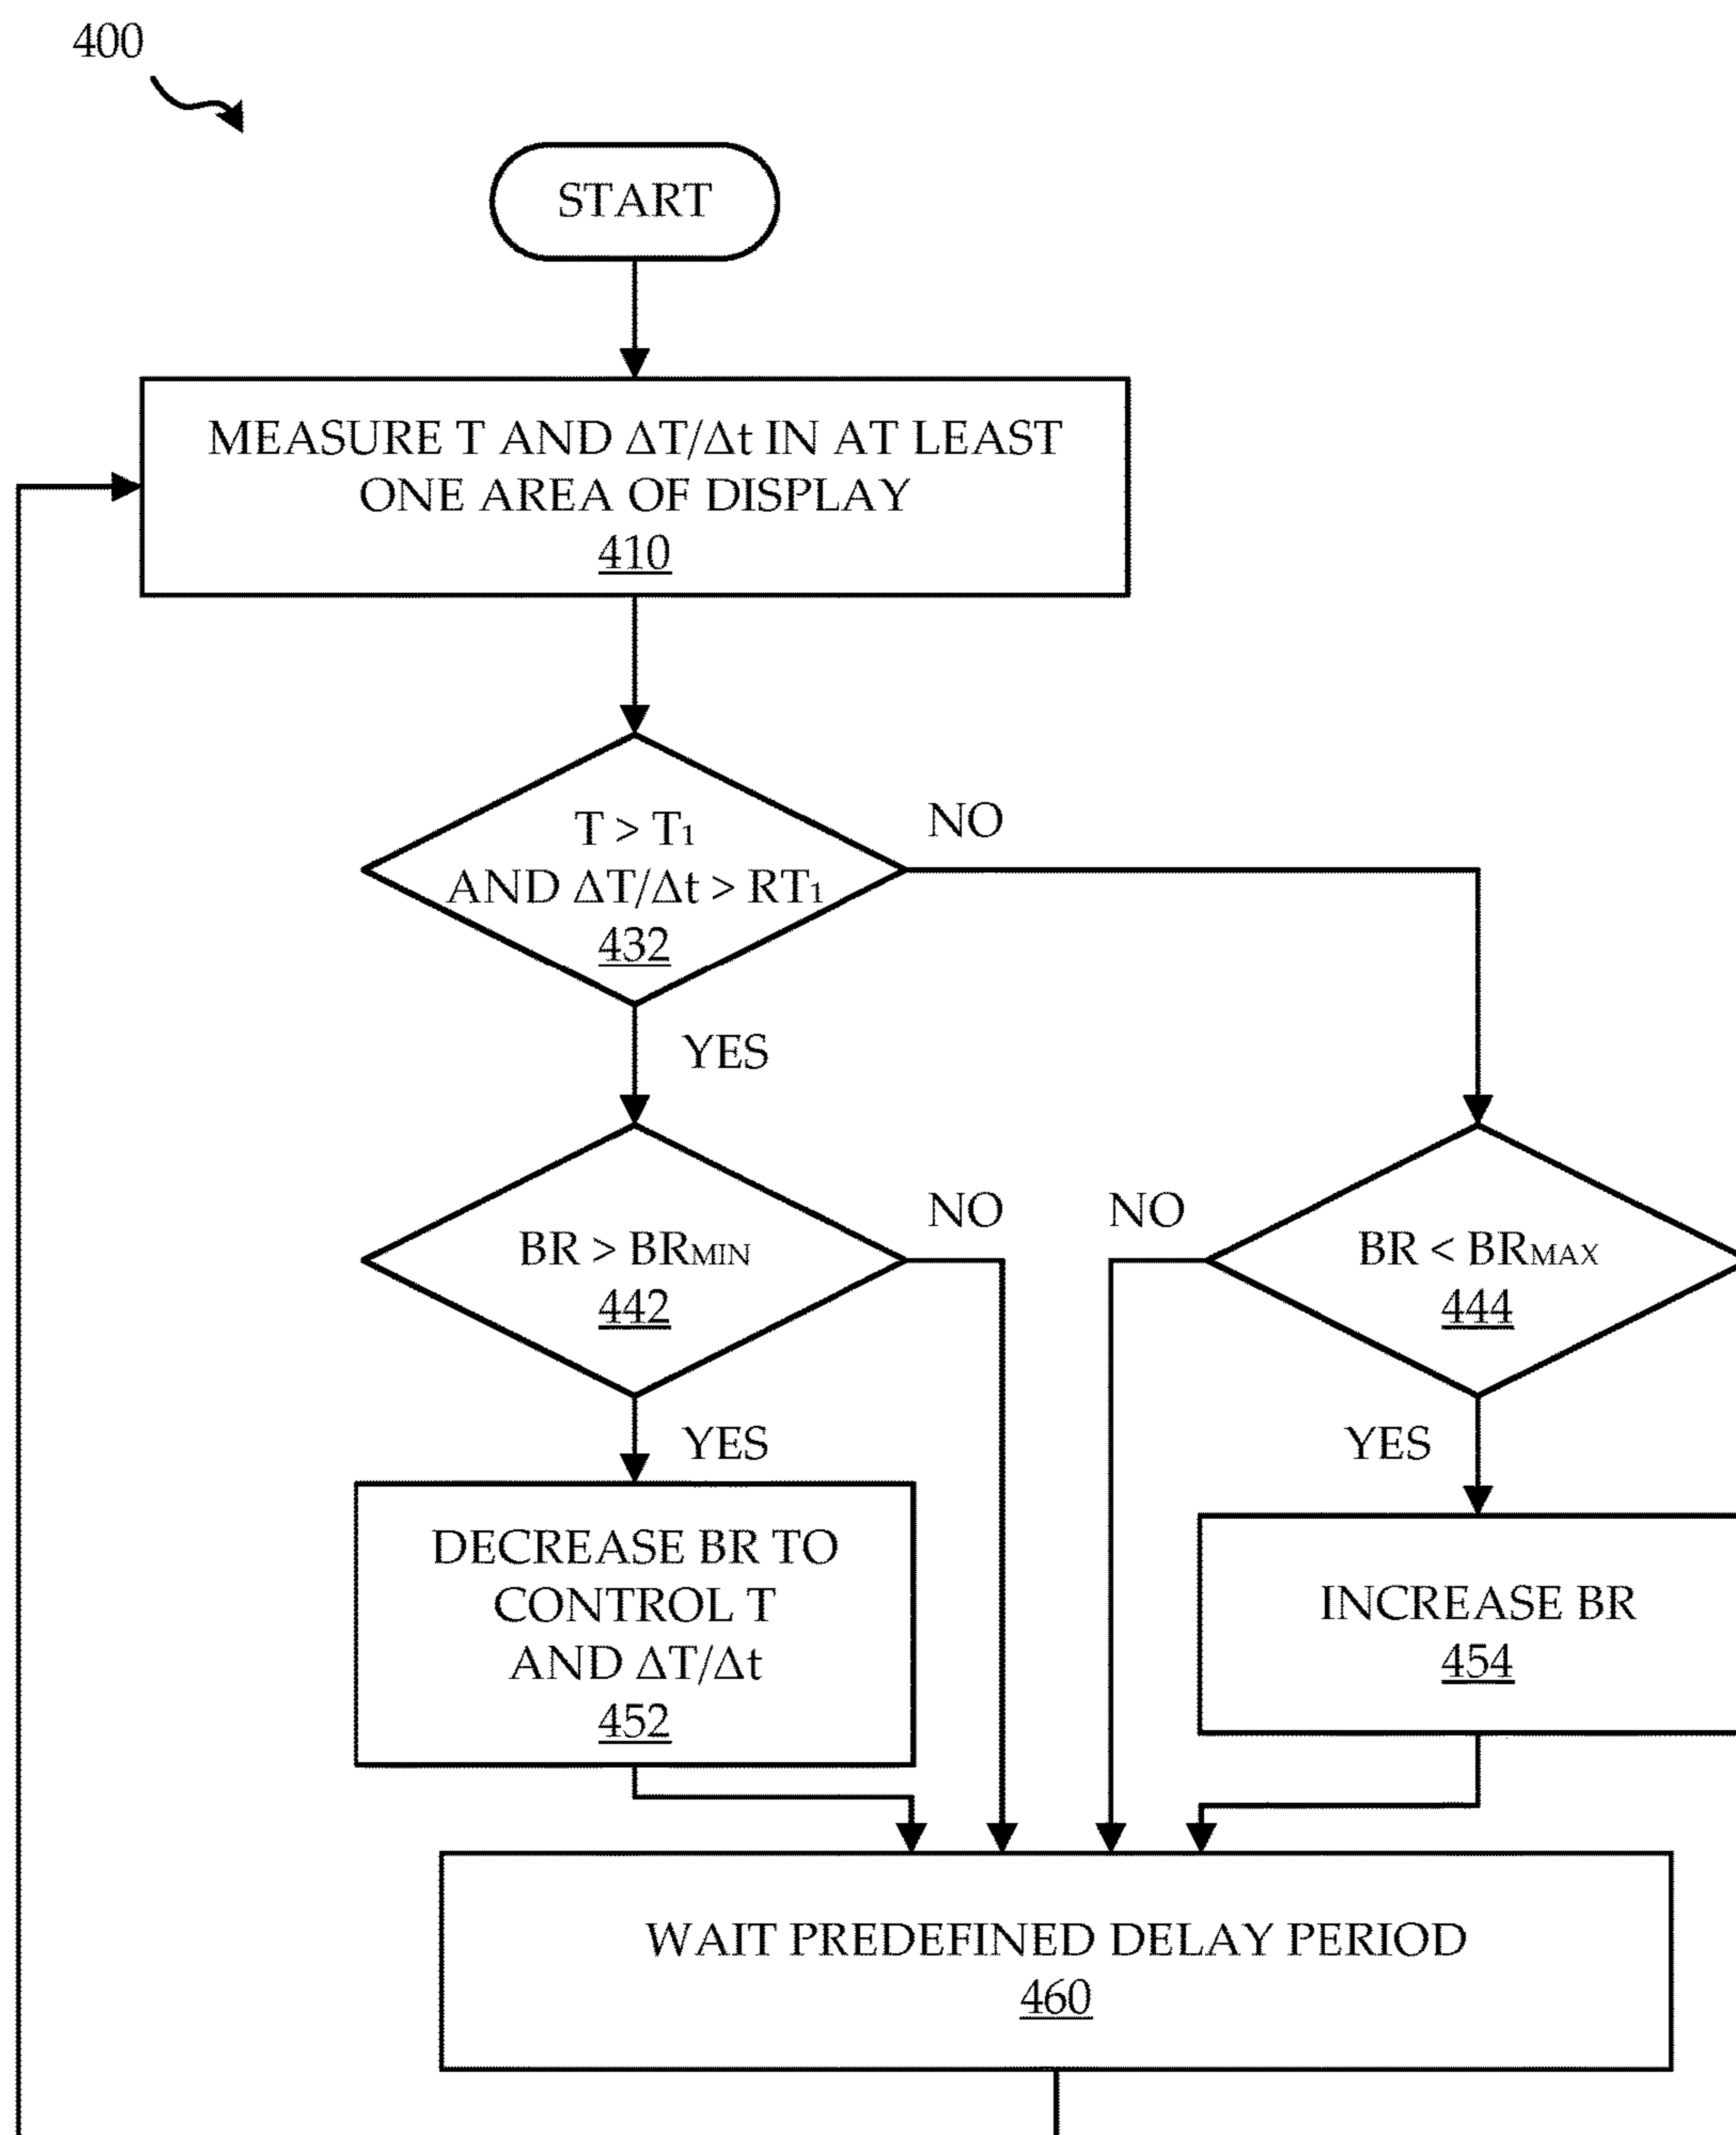 400
START
MEASURE T AND ΔT/Δt IN AT LEAST
ONE AREA OF DISPLAY
410
T > T₁
AND ΔT/Δt > RT₁
432
NO
YES
BR > BRMIN
442
NO
NO
BR < BRMAX
444
YES
YES
DECREASE BR TO
CONTROL T
AND ΔT/Δt
452
INCREASE BR
454
WAIT PREDEFINED DELAY PERIOD
460